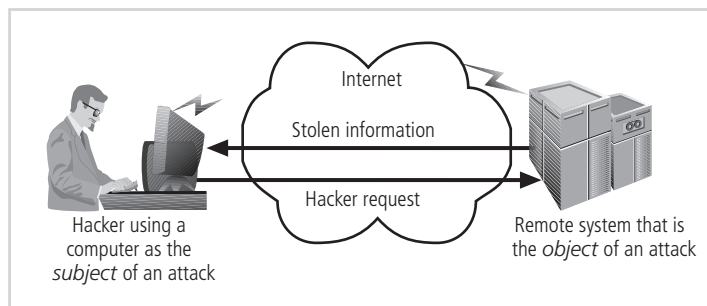 Internet
Stolen information
Hacker request
Hacker using a
computer as the
subject of an attack
Remote system that is
the object of an attack